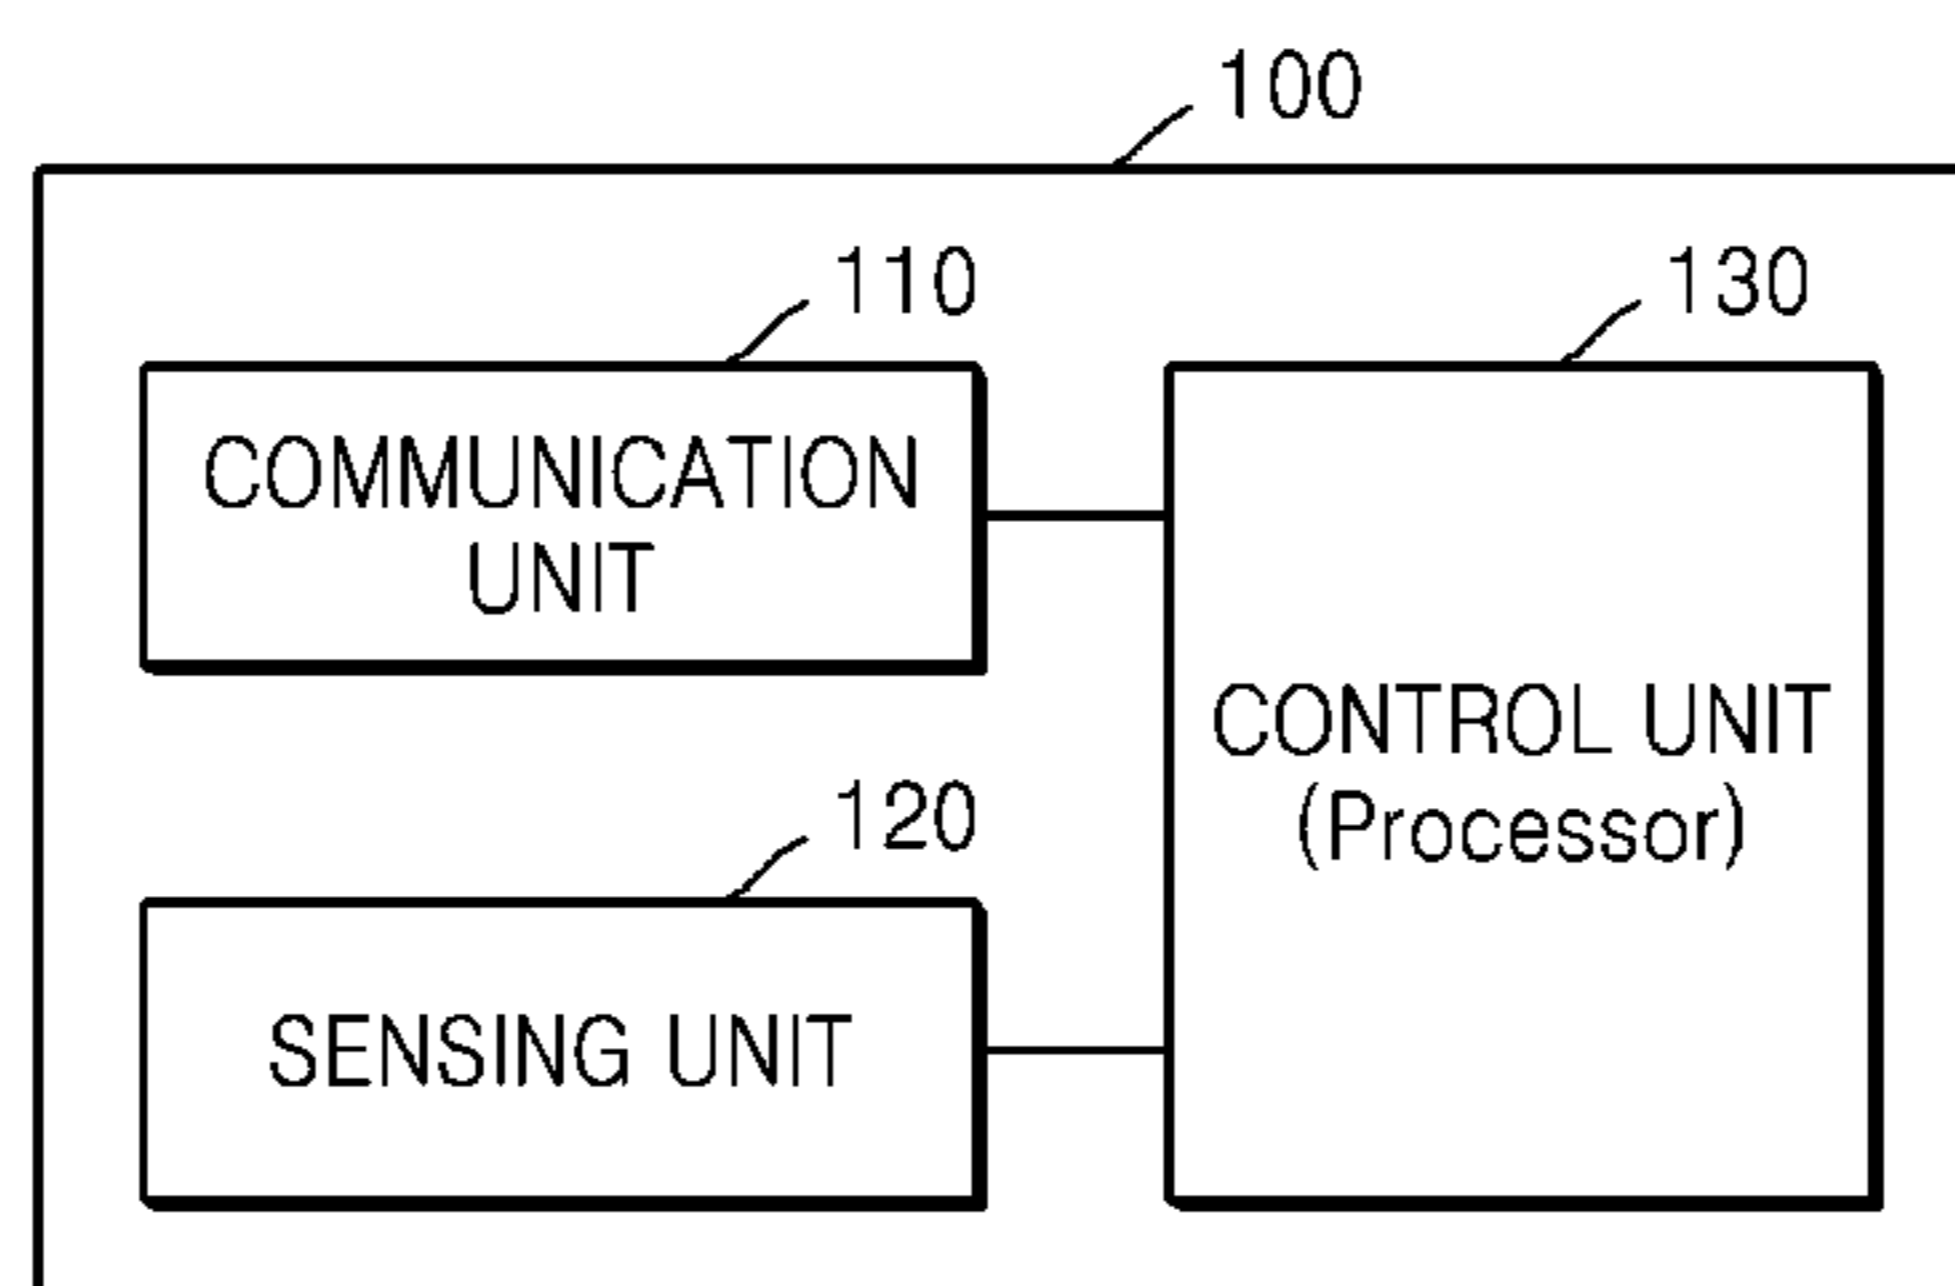 100
110
130
COMMUNICATION
UNIT
CONTROL UNIT
(Processor)
120
SENSING UNIT